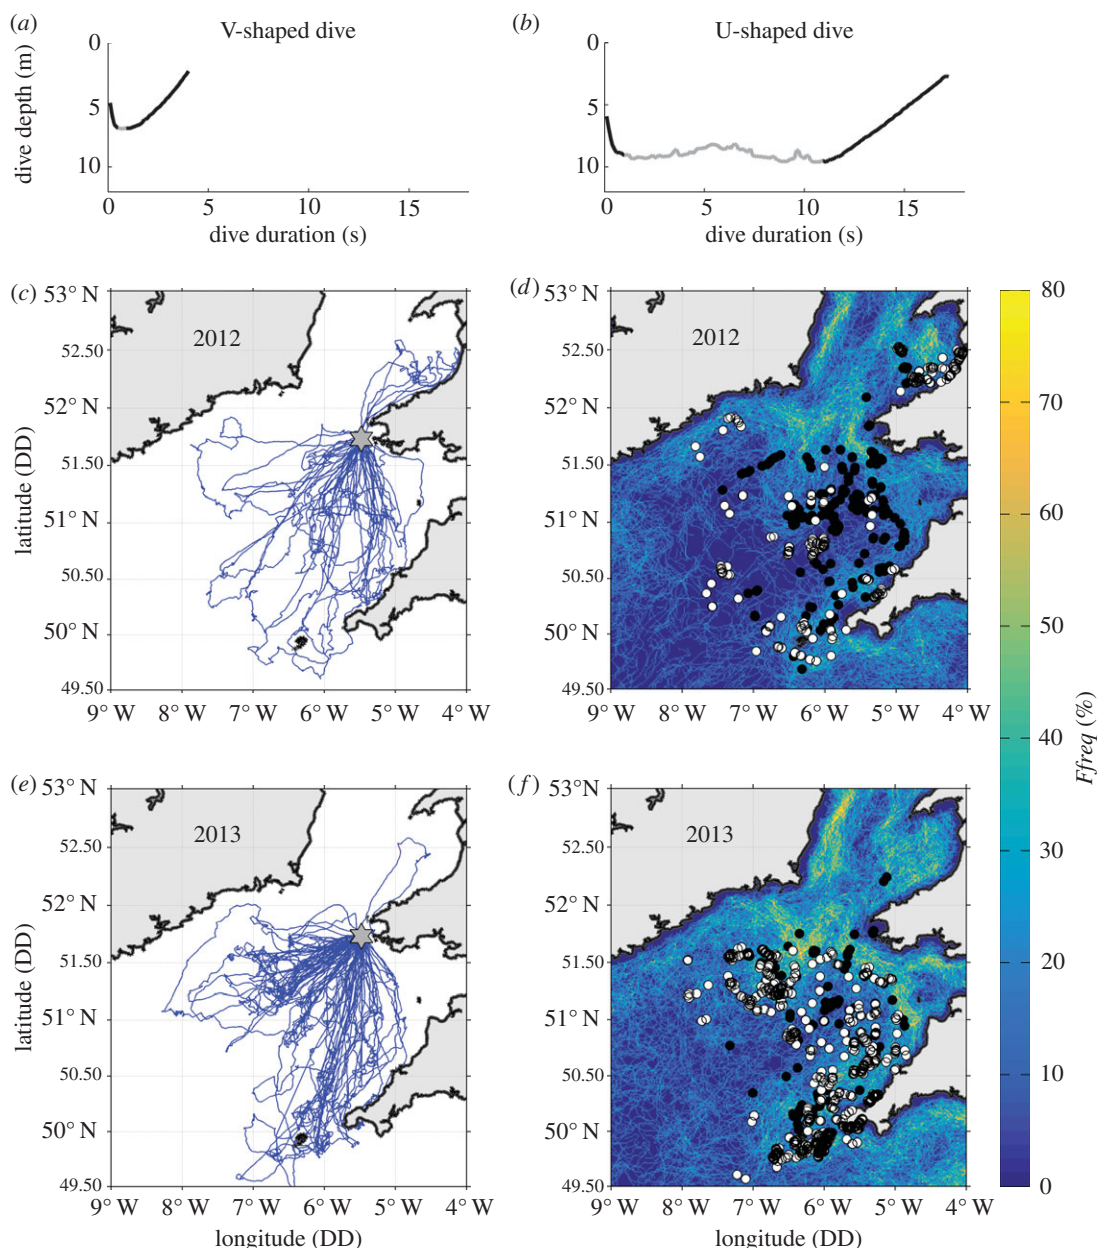 (a) V-shaped dive
dive depth (m)
0
5
10
0 5 10 15
dive duration (s)
(b) U-shaped dive
0
5
10
0 5 10 15
dive duration (s)
(c) 53° N
52.50
52° N
51.50
51° N
50.50
50° N
49.50
latitude (DD)
2012
9° W 8° W 7° W 6° W 5° W 4° W
(d) 53° N
52.50
52° N
51.50
51° N
50.50
50° N
49.50
2012
9° W 8° W 7° W 6° W 5° W 4° W
(e) 53° N
52.50
52° N
51.50
51° N
50.50
50° N
49.50
latitude (DD)
2013
9° W 8° W 7° W 6° W 5° W 4° W
longitude (DD)
(f) 53° N
52.50
52° N
51.50
51° N
50.50
50° N
49.50
2013
9° W 8° W 7° W 6° W 5° W 4° W
longitude (DD)
80
70
60
50
40
30
20
10
0
Ffreq (%)